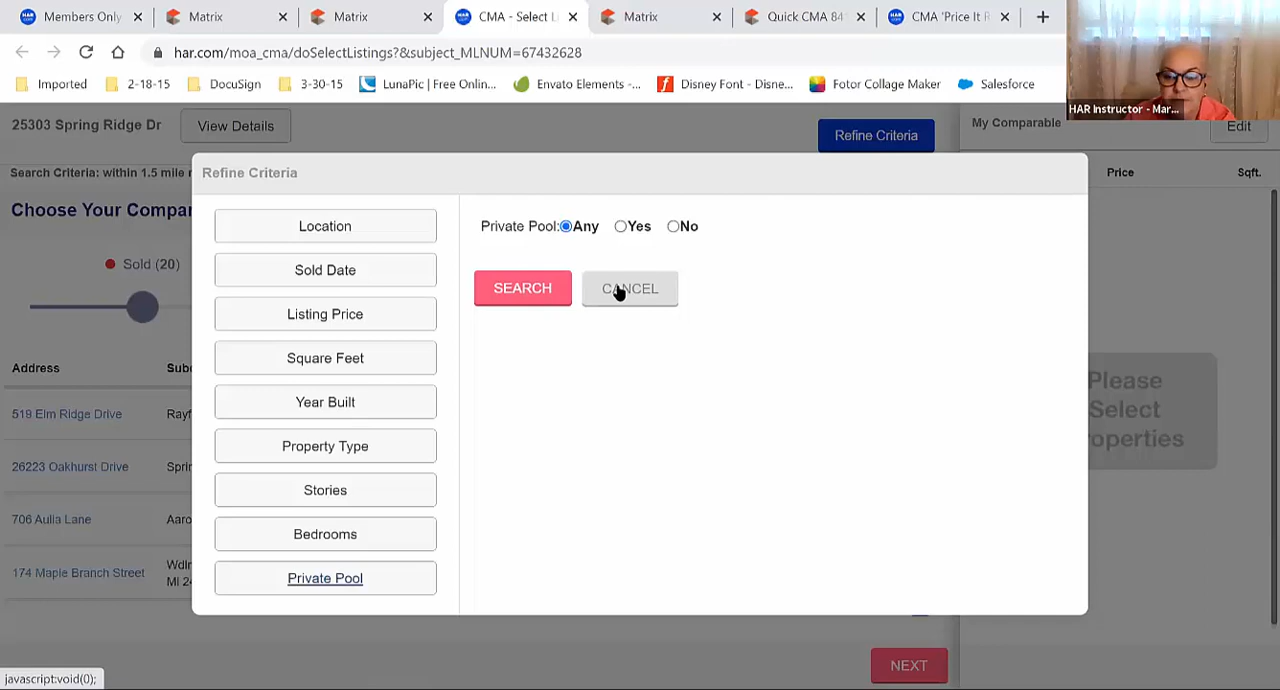 Members Only
Matrix
Matrix
CMA - Select Li
Matrix
Quick CMA 84
CMA 'Price It R
har.com/moa_cma/doSelectListings?&subject_MLNUM=67432628
Imported
2-18-15
DocuSign
3-30-15
LunaPic | Free Onlin...
Envato Elements -...
Disney Font - Disne...
Fotor Collage Maker
Salesforce
HAR Instructor - Mar...
25303 Spring Ridge Dr
View Details
Refine Criteria
My Comparable
Edit
Search Criteria: within 1.5 mile
Price
Sqft.
Choose Your Compar
Sold (20)
Address
Subd
519 Elm Ridge Drive
Rayf
26223 Oakhurst Drive
Sprin
706 Aulia Lane
Aaro
174 Maple Branch Street
Wdln
Ml 24
Refine Criteria
Location
Sold Date
Listing Price
Square Feet
Year Built
Property Type
Stories
Bedrooms
Private Pool
Private Pool: Any Yes No
SEARCH
CANCEL
Please
Select
operties
NEXT
javascript:void(0);